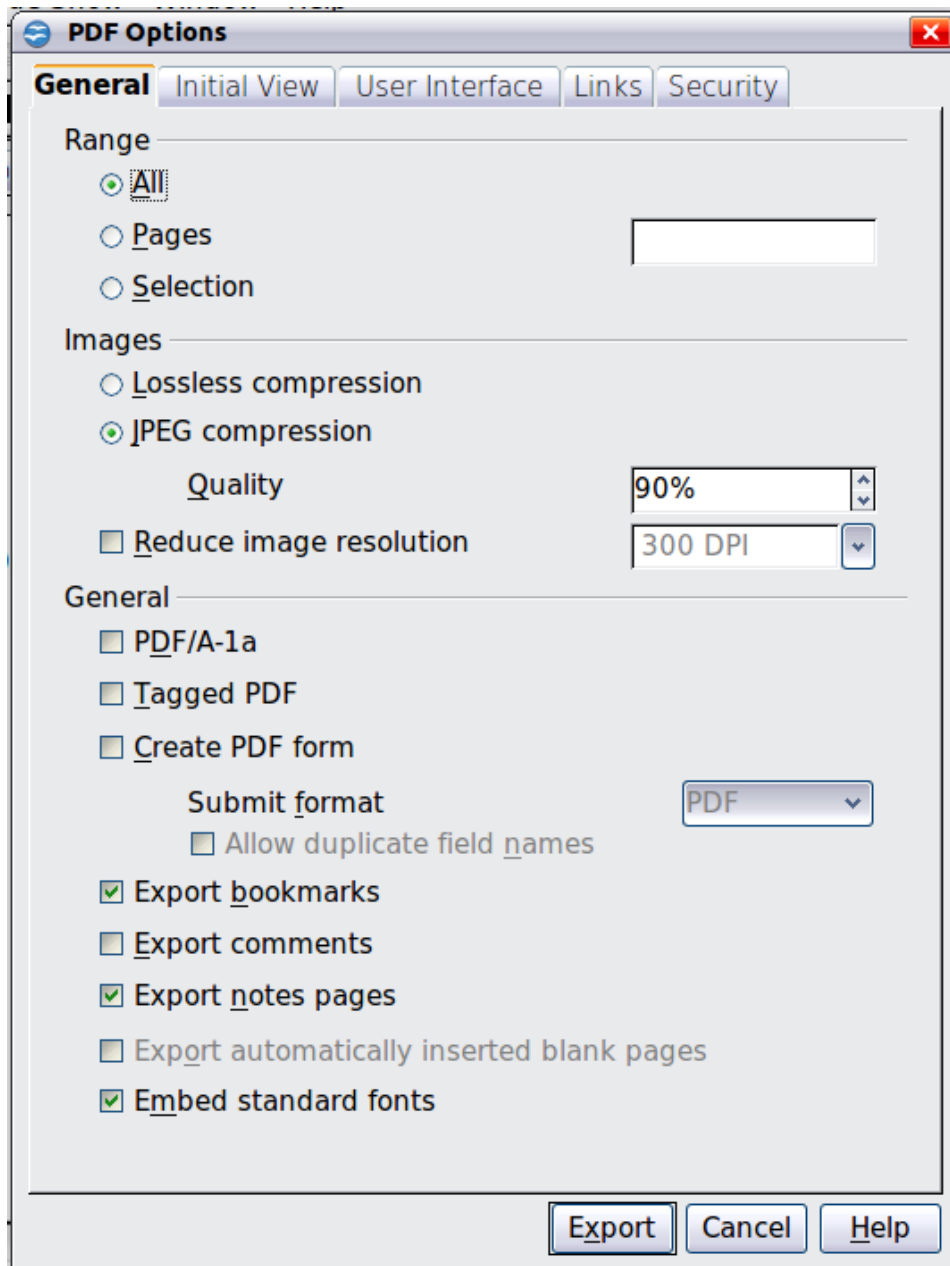 PDF Options
General Initial View User Interface Links Security
Range
All
Pages
Selection
Images
Lossless compression
JPEG compression
Quality 90%
Reduce image resolution 300 DPI
General
PDF/A-1a
Tagged PDF
Create PDF form
Submit format PDF
Allow duplicate field names
Export bookmarks
Export comments
Export notes pages
Export automatically inserted blank pages
Embed standard fonts
Export Cancel Help